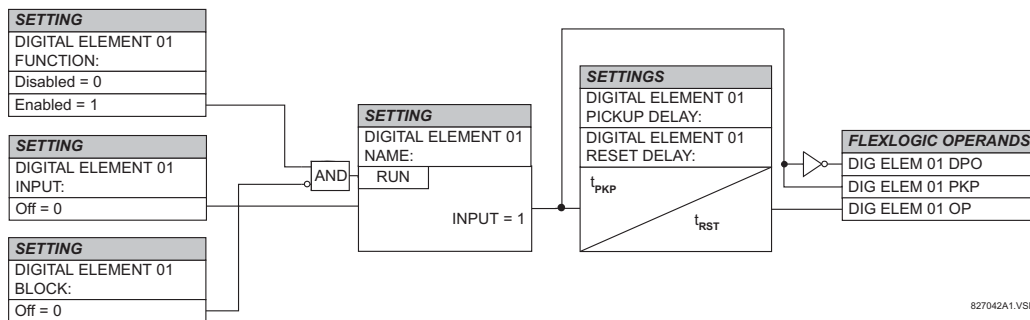 SETTING
DIGITAL ELEMENT 01
FUNCTION:
Disabled = 0
Enabled = 1
SETTING
DIGITAL ELEMENT 01
INPUT:
Off = 0
SETTING
DIGITAL ELEMENT 01
BLOCK:
Off = 0
AND
SETTING
DIGITAL ELEMENT 01
NAME:
RUN
INPUT = 1
SETTINGS
DIGITAL ELEMENT 01
PICKUP DELAY:
DIGITAL ELEMENT 01
RESET DELAY:
tPKP
tRST
FLEXLOGIC OPERANDS
DIG ELEM 01 DPO
DIG ELEM 01 PKP
DIG ELEM 01 OP